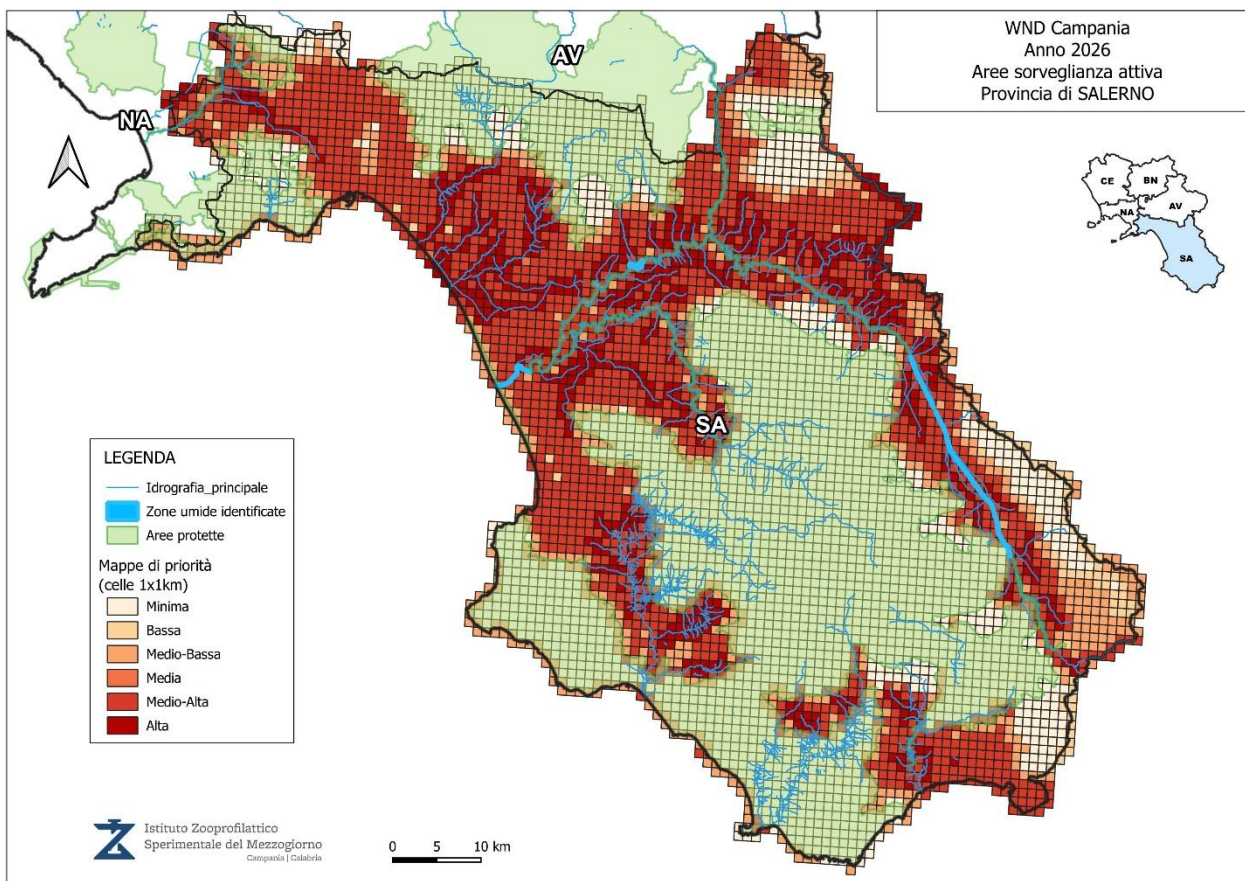 WND Campania
Anno 2026
Aree sorveglianza attiva
Provincia di SALERNO
AV
NA
SA
CE
BN
NA
AV
SA
LEGENDA
Idrografia_principale
Zone umide identificate
Aree protette
Mappe di priorità
(celle 1x1km)
Minima
Bassa
Medio-Bassa
Media
Medio-Alta
Alta
Istituto Zooprofilattico
Sperimentale del Mezzogiorno
Campania | Calabria
0 5 10 km